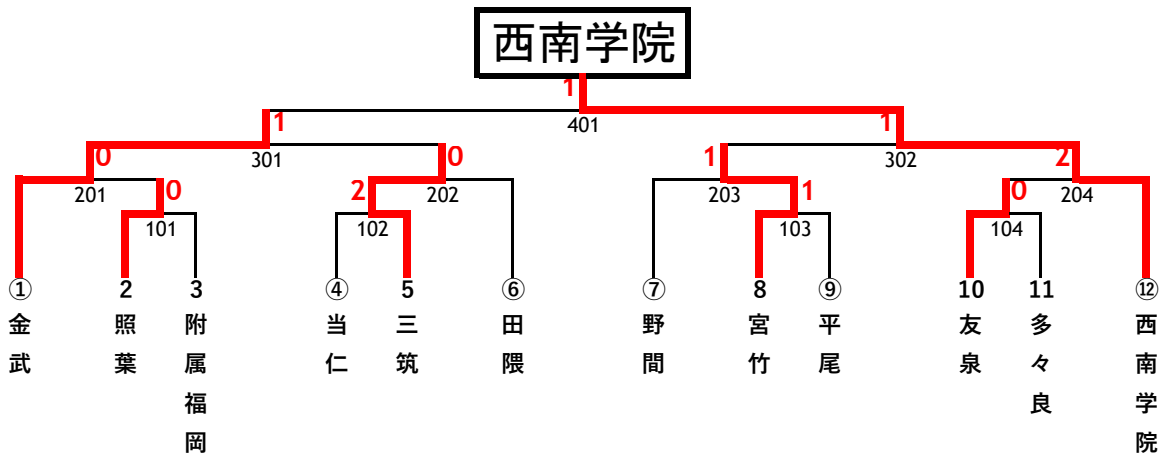 西南学院
1
401
1
1
301
302
0
0
1
2
201
202
203
204
0
2
1
0
101
102
103
104
① 2 3 ④ 5 ⑥ ⑦ 8 ⑨ 10 11 ⑫
金武
照葉
附属福岡
当仁
三筑
田隈
野間
宮竹
平尾
友泉
多々良
西南学院